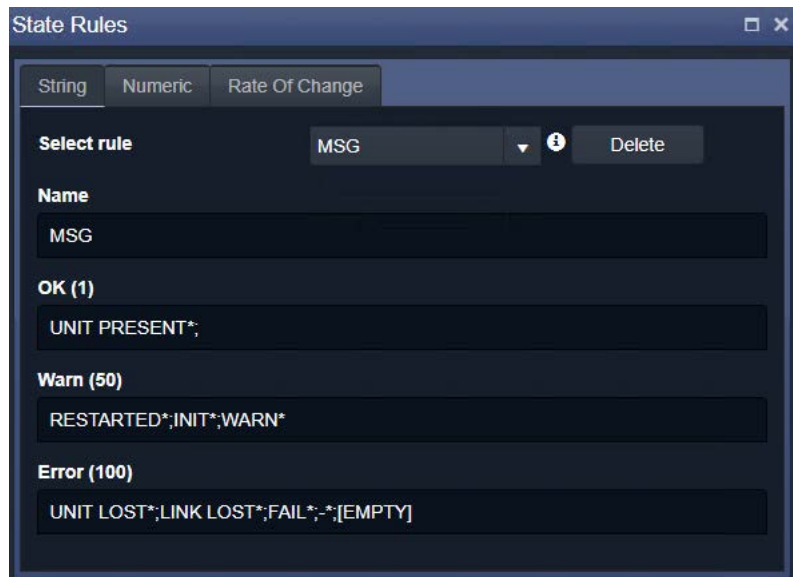 State Rules
String Numeric Rate Of Change
Select rule MSG Delete
Name
MSG
OK (1)
UNIT PRESENT*;
Warn (50)
RESTARTED*;INIT*;WARN*
Error (100)
UNIT LOST*;LINK LOST*;FAIL*;-*;[EMPTY]